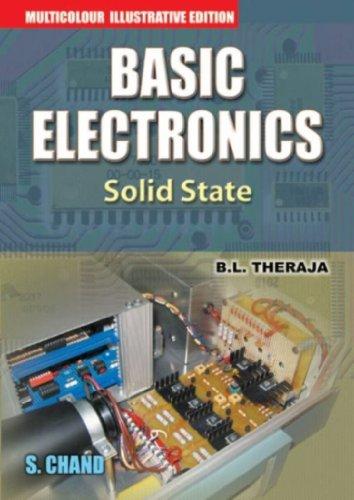 MULTICOLOUR ILLUSTRATIVE EDITION
BASIC
ELECTRONICS
Solid State
B.L. THERAJA
S. CHAND